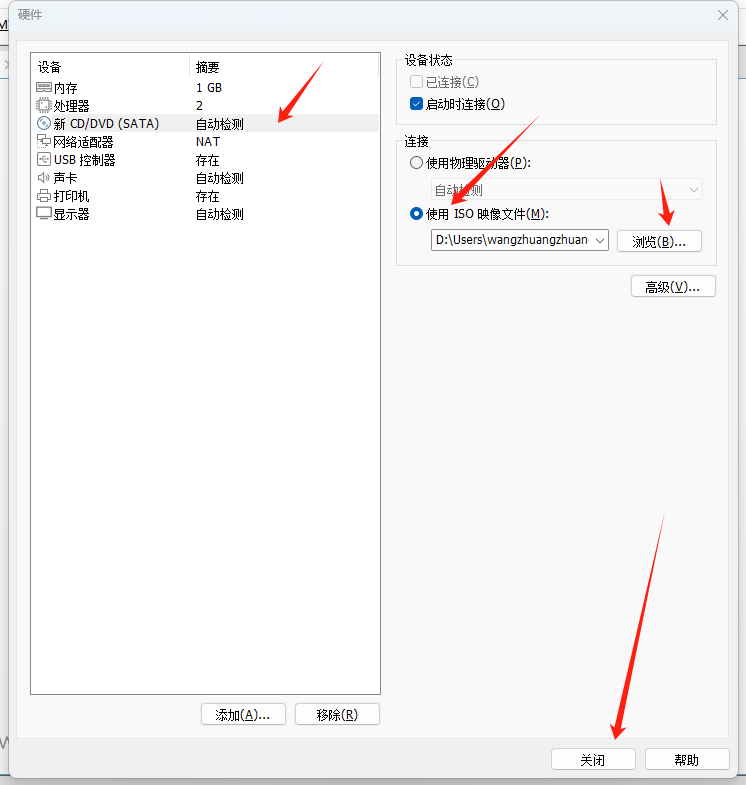 硬件
设备 摘要
内存 1 GB
处理器 2
新 CD/DVD (SATA) 自动检测
网络适配器 NAT
USB 控制器 存在
声卡 自动检测
打印机 存在
显示器 自动检测
添加(A)... 移除(R)
设备状态
已连接(C)
启动时连接(O)
连接
使用物理驱动器(P):
自动检测
使用 ISO 映像文件(M):
D:\Users\wangzhuangzhuan
浏览(B)...
高级(V)...
关闭 帮助